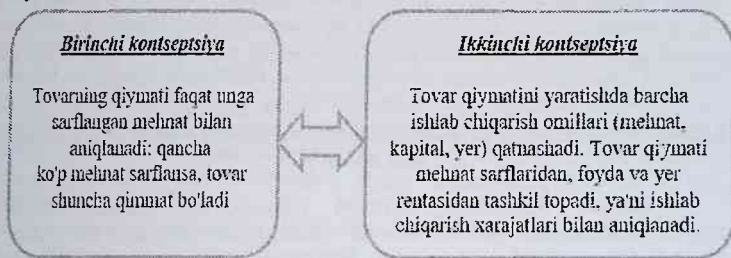 Birinchi kontseptsiya
Tovarning qiymati faqat unga
sarflangan mehnat bilan
aniqlanadi: qancha
ko'p mehnat sarflansa, tovar
shuncha qimmat bo'ladi
Ikkinchi kontseptsiya
Tovar qiymatini yaratishda barcha
ishlab chiqarish omillari (mehnat,
kapital, yer) qatnashadi. Tovar qiymati
mehnat sarflaridan, foyda va yer
rentasidan tashkil topadi, ya'ni ishlab
chiqarish xarajatlari bilan aniqlanadi.